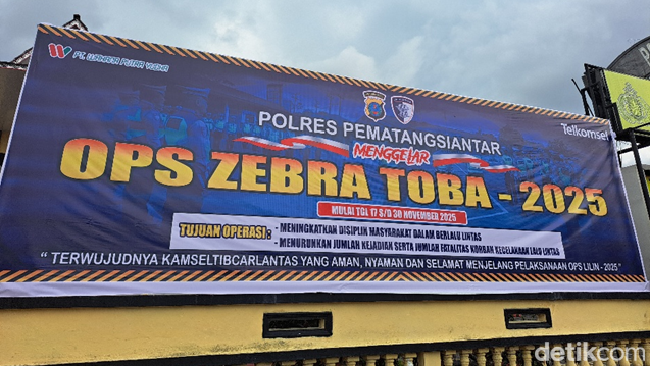 PT. WAHANA PUTRA YUDHA
Telkomsel
POLRES PEMATANGSIANTAR
MENGGELAR
OPS ZEBRA TOBA - 2025
MULAI TGL 17 S/D 30 NOVEMBER 2025
TUJUAN OPERASI :
- MENINGKATKAN DISIPLIN MASYARAKAT DALAM BERLALU LINTAS
- MENURUNKAN JUMLAH KEJADIAN SERTA JUMLAH FATALITAS KORBAN KECELAKAAN LALU LINTAS
" TERWUJUDNYA KAMSELTIBCARLANTAS YANG AMAN, NYAMAN DAN SELAMAT MENJELANG PELAKSANAAN OPS LILIN - 2025 "
detikcom